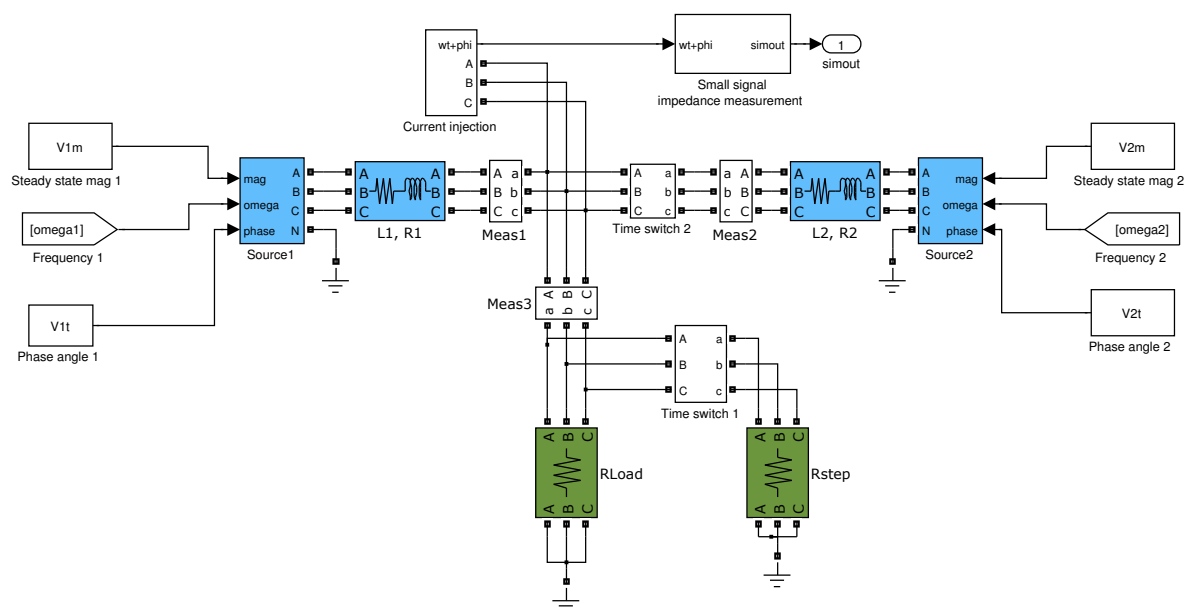 wt+phi
A
B
C
Current injection
wt+phi
simout
Small signal
impedance measurement
1
simout
V1m
Steady state mag 1
[omega1]
Frequency 1
V1t
Phase angle 1
mag
omega
phase
A
B
C
N
Source1
A
B
C
A
B
C
L1, R1
A
B
C
a
b
c
Meas1
A
B
C
a
b
c
Time switch 2
a
b
c
A
B
C
Meas2
A
B
C
A
B
C
L2, R2
A
B
C
N
mag
omega
phase
Source2
V2m
Steady state mag 2
[omega2]
Frequency 2
V2t
Phase angle 2
Meas3
A
B
C
a
b
c
A
B
C
a
b
c
Time switch 1
A
B
C
A
B
C
RLoad
A
B
C
A
B
C
Rstep